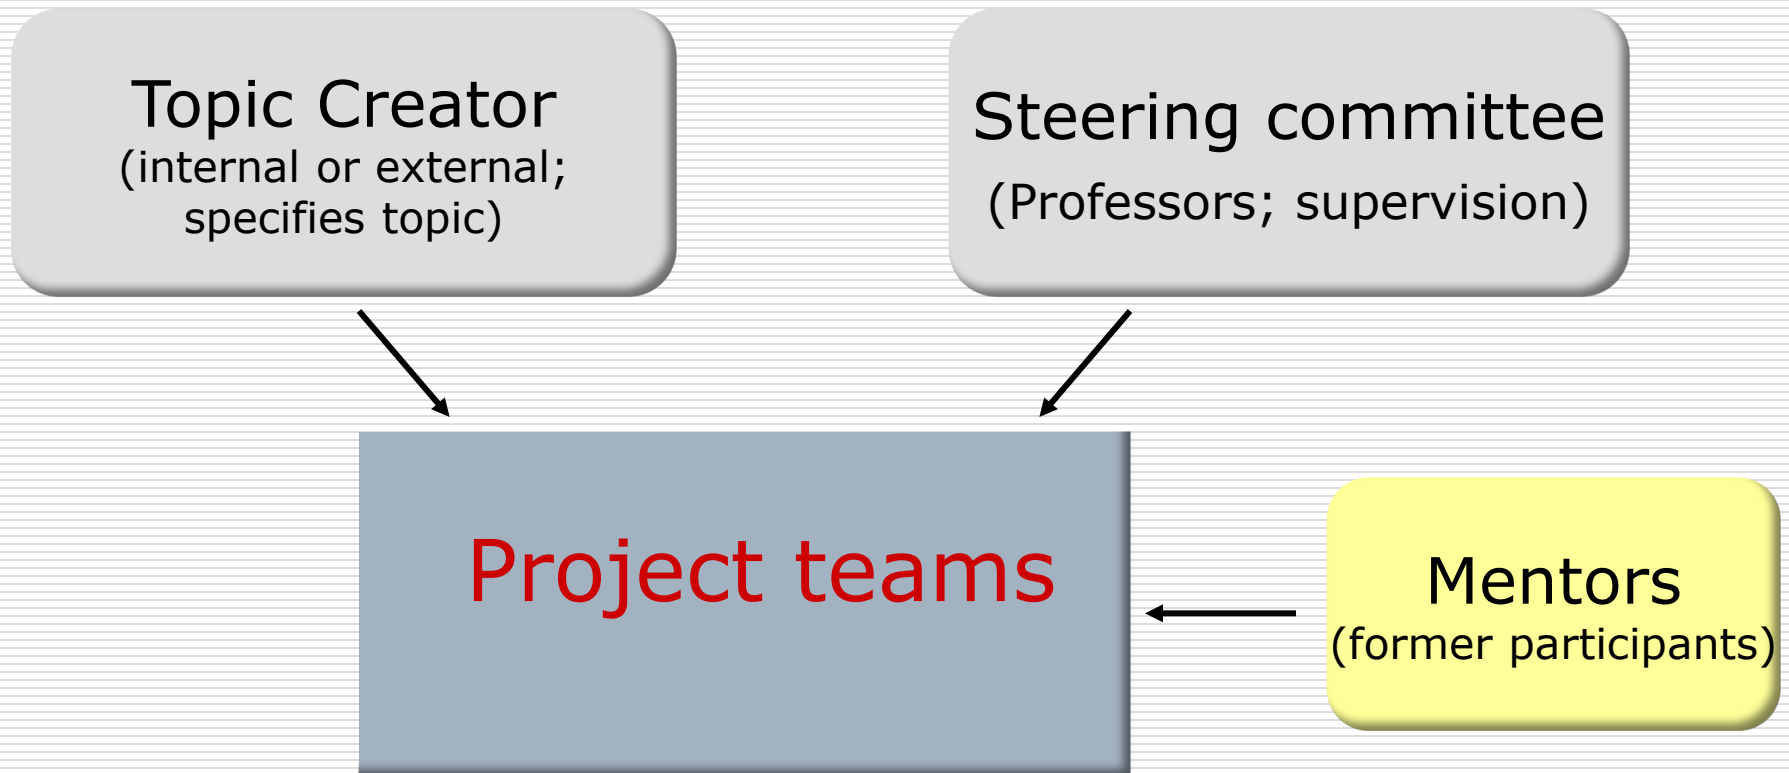 Topic Creator
(internal or external;
specifies topic)
Steering committee
(Professors; supervision)
Project teams
Mentors
(former participants)